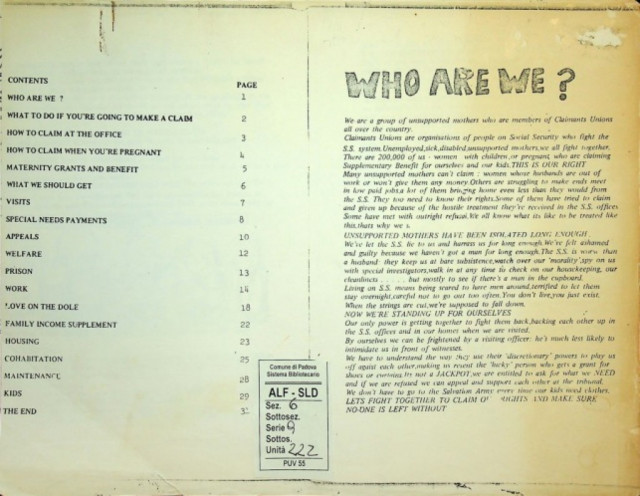 CONTENTS
PAGE
WHO ARE WE ? 1
WHAT TO DO IF YOU'RE GOING TO MAKE A CLAIM 2
HOW TO CLAIM AT THE OFFICE 3
HOW TO CLAIM WHEN YOU'RE PREGNANT 4
MATERNITY GRANTS AND BENEFIT 5
WHAT WE SHOULD GET 6
VISITS 7
SPECIAL NEEDS PAYMENTS 8
APPEALS 10
WELFARE 12
PRISON 13
WORK 14
LOVE ON THE DOLE 18
FAMILY INCOME SUPPLEMENT 22
HOUSING 23
COHABITATION 25
MAINTENANCE 28
KIDS 29
THE END
Comune di Padova
Sistema Bibliotecario
ALF - SLD
Sez. 6
Sottosez.
Serie 9
Sottos.
Unità 222
PUV 55
WHO ARE WE ?
We are a group of unsupported mothers who are members of Claimants Unions
all over the country.
Claimants Unions are organisations of people on Social Security who fight the
S.S. system.Unemployed,sick,disabled,unsupported mothers,we all fight together.
There are 200,000 of us - women with children,or pregnant, who are claiming
Supplementary Benefit for ourselves and our kids.THIS IS OUR RIGHT
Many unsupported mothers can't claim : women whose husbands are out of
work or won't give them any money.Others are struggling to make ends meet
in low paid jobs,a lot of them bringing home even less than they would from
the S.S. They too need to know their rights.Some of them have tried to claim
and given up because of the hostile treatment they've received in the S.S. offices
Some have met with outright refusal.We all know what its like to be treated like
this,thats why we
UNSUPPORTED MOTHERS HAVE BEEN ISOLATED LONG ENOUGH.
We've let the S.S. lie to us and harass us for long enough.We've felt ashamed
and guilty because we haven't got a man for long enough.The S.S. is worse than
a husband: they keep us at bare subsistence,watch over our 'morality',spy on us
with special investigators,walk in at any time to check on our housekeeping, our
cleanliness . . . . . . but mostly to see if there's a man in the cupboard.
Living on S.S. means being scared to have men around,terrified to let them
stay overnight,careful not to go out too often.You don't live,you just exist.
When the strings are cut,we're supposed to fall down.
NOW WE'RE STANDING UP FOR OURSELVES
Our only power is getting together to fight them back,backing each other up in
the S.S. offices and in our homes when we are visited.
By ourselves we can be frightened by a visiting officer: he's much less likely to
intimidate us in front of witnesses.
We have to understand the way they use their 'discretionary' powers to play us
off against each other,making us resent the 'lucky' person who gets a grant for
shoes or curtains.Its not a JACKPOT,we are entitled to ask for what we NEED
and if we are refused we can appeal and support each other at the tribunal.
We don't have to go to the Salvation Army every time our kids need clothes.
LETS FIGHT TOGETHER TO CLAIM RIGHTS AND MAKE SURE
NO-ONE IS LEFT WITHOUT